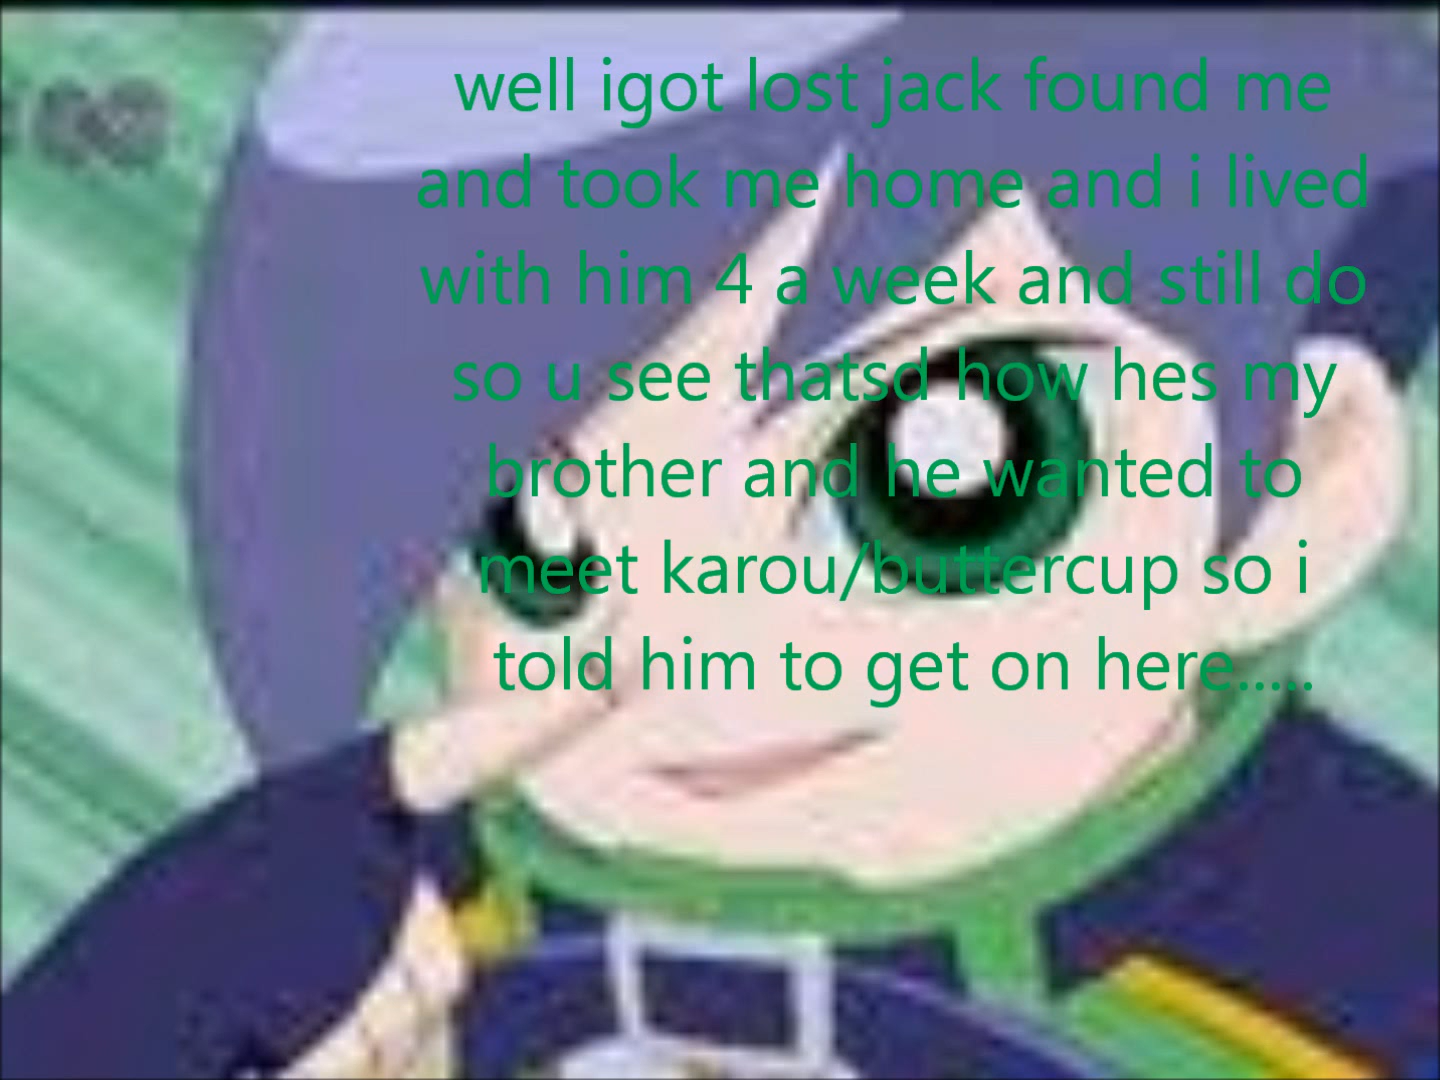 well igot lost jack found me
and took me home and i lived
with him 4 a week and still do
so u see thatsd how hes my
brother and he wanted to
meet karou/buttercup so i
told him to get on here.....